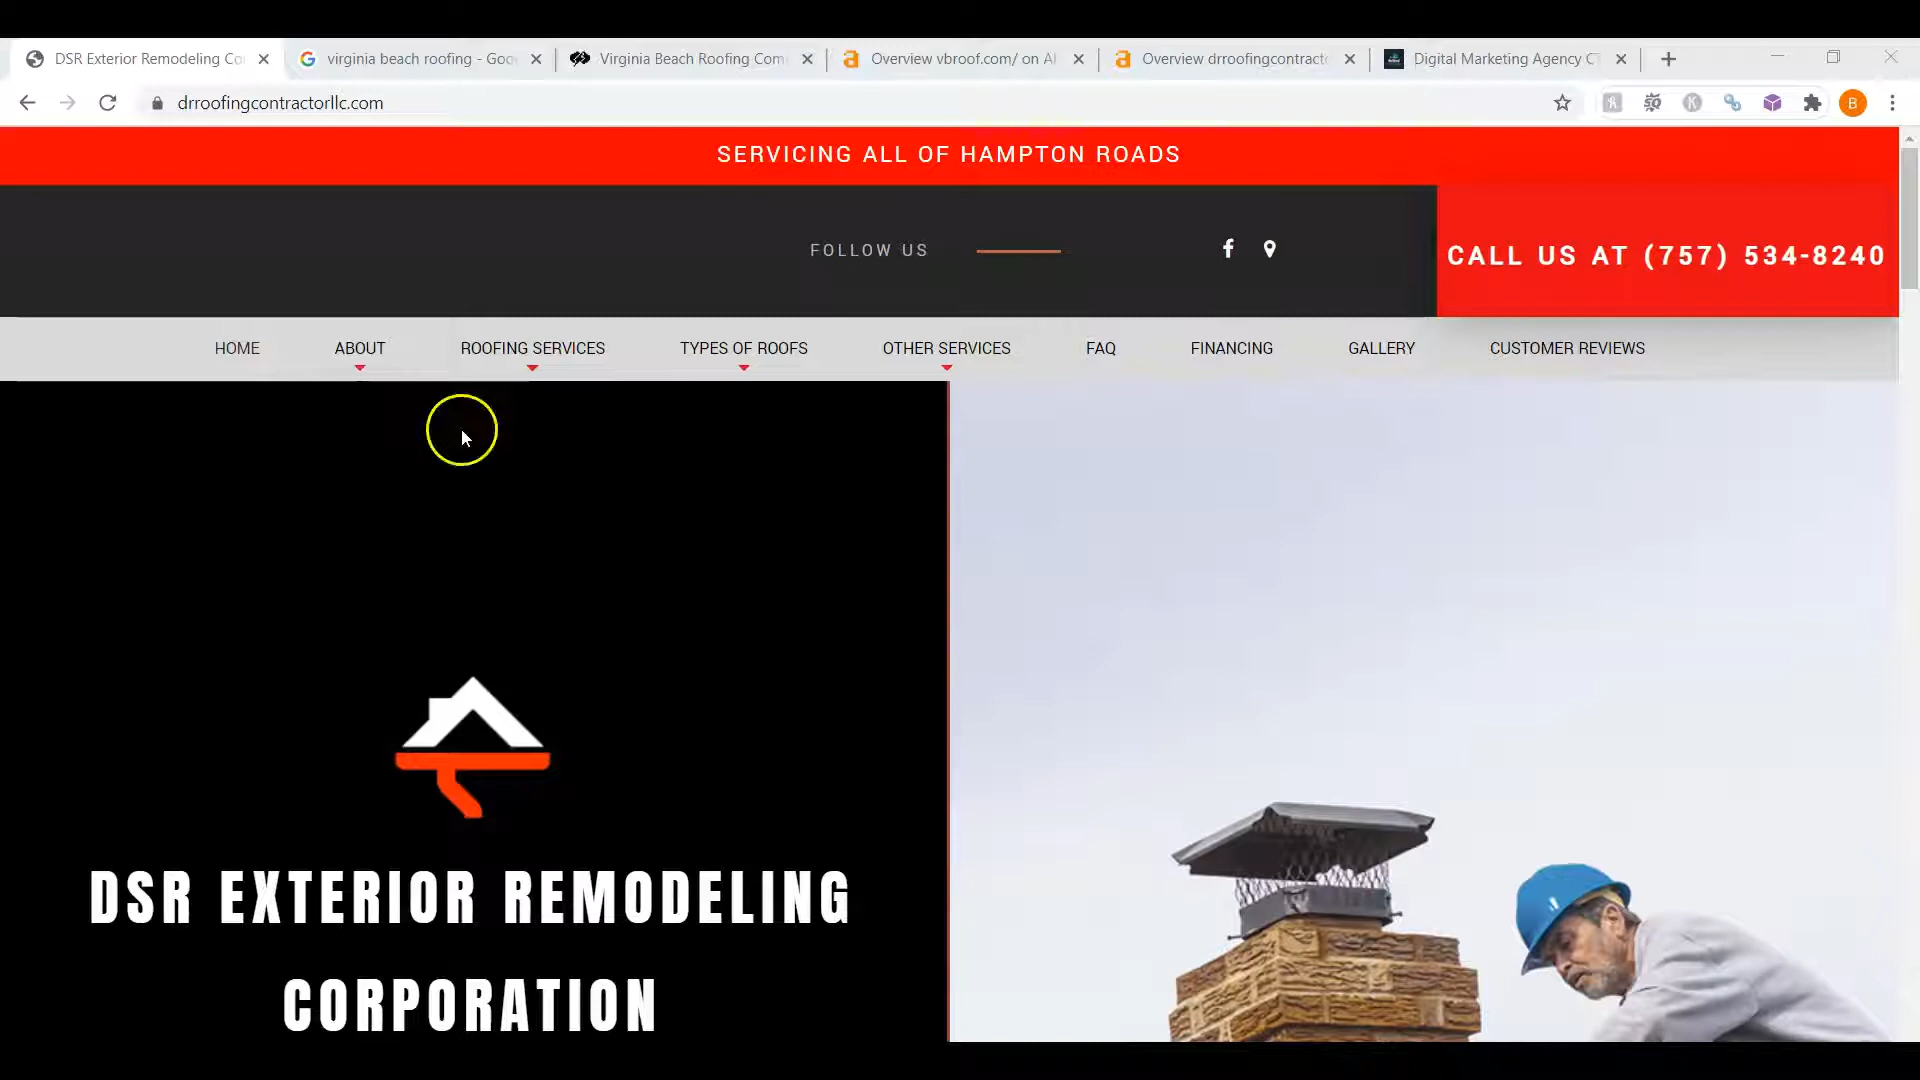 DSR Exterior Remodeling Co
virginia beach roofing - Goo
Virginia Beach Roofing Com
Overview vbroof.com/ on Al
Overview drroofingcontract
Digital Marketing Agency CT
drroofingcontractorllc.com
B
SERVICING ALL OF HAMPTON ROADS
FOLLOW US
CALL US AT (757) 534-8240
HOME ABOUT ROOFING SERVICES TYPES OF ROOFS OTHER SERVICES FAQ FINANCING GALLERY CUSTOMER REVIEWS
DSR EXTERIOR REMODELING
CORPORATION